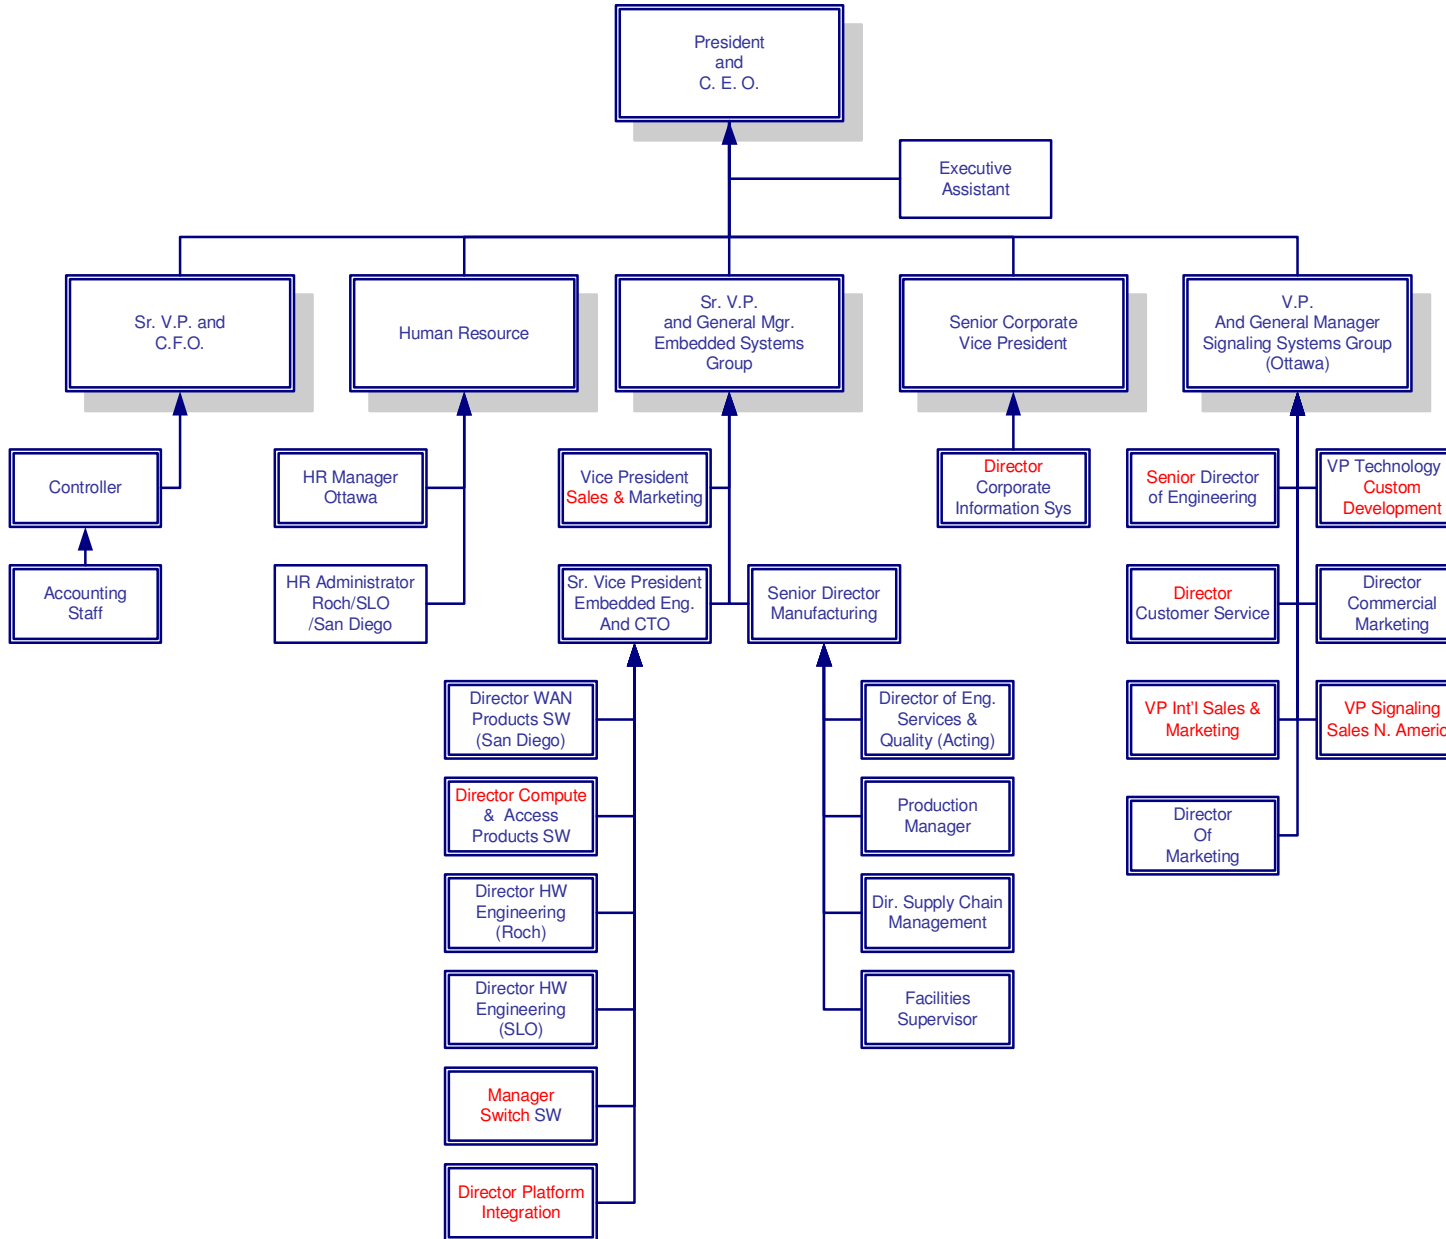 President
and
C. E. O.
Executive
Assistant
Sr. V.P. and
C.F.O.
Human Resource
Sr. V.P.
and General Mgr.
Embedded Systems
Group
Senior Corporate
Vice President
V.P.
And General Manager
Signaling Systems Group
(Ottawa)
Controller
HR Manager
Ottawa
Vice President
Sales & Marketing
Director
Corporate
Information Sys
Senior Director
of Engineering
VP Technology
Custom
Development
Accounting
Staff
HR Administrator
Roch/SLO
/San Diego
Sr. Vice President
Embedded Eng.
And CTO
Senior Director
Manufacturing
Director
Customer Service
Director
Commercial
Marketing
Director WAN
Products SW
(San Diego)
Director of Eng.
Services &
Quality (Acting)
VP Int'l Sales &
Marketing
VP Signaling
Sales N. Americ
Director Compute
& Access
Products SW
Production
Manager
Director
Of
Marketing
Director HW
Engineering
(Roch)
Dir. Supply Chain
Management
Director HW
Engineering
(SLO)
Facilities
Supervisor
Manager
Switch SW
Director Platform
Integration